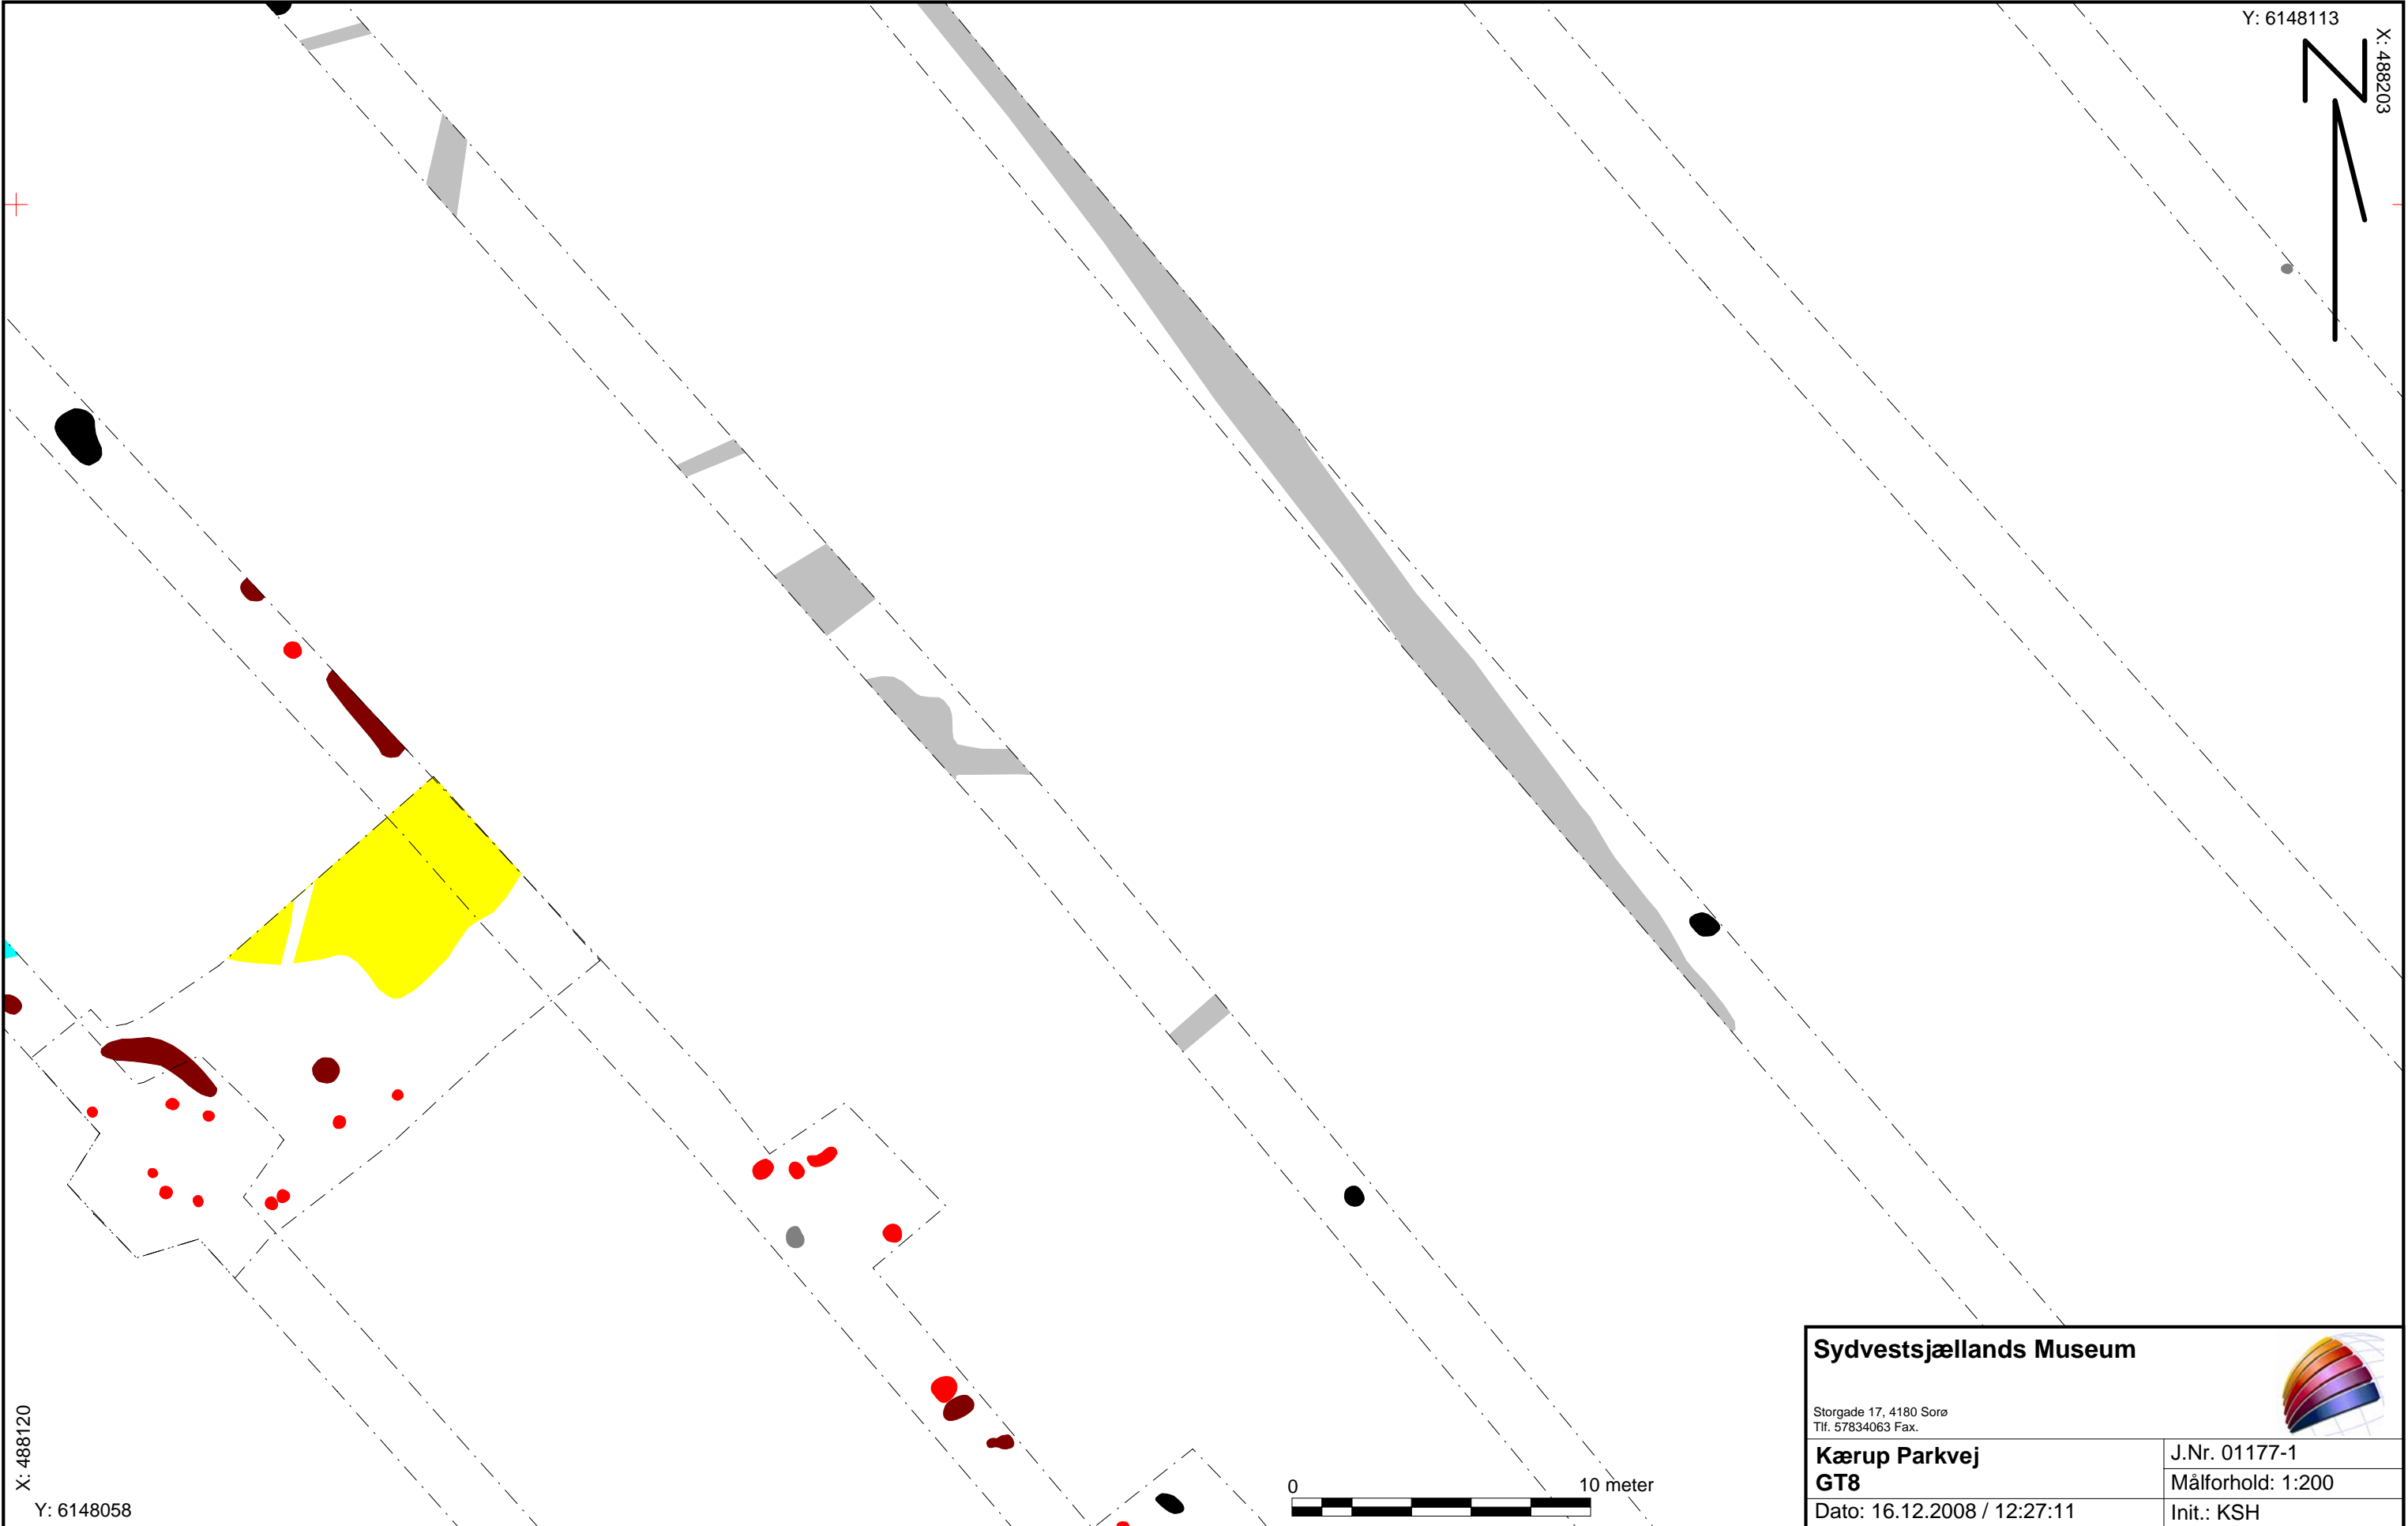 Y: 6148113
X: 488203
X: 488120
Y: 6148058
0
10 meter
Sydvestsjællands Museum
Storgade 17, 4180 Sorø
Tlf. 57834063 Fax.
Kærup Parkvej
GT8
J.Nr. 01177-1
Målforhold: 1:200
Dato: 16.12.2008 / 12:27:11
Init.: KSH